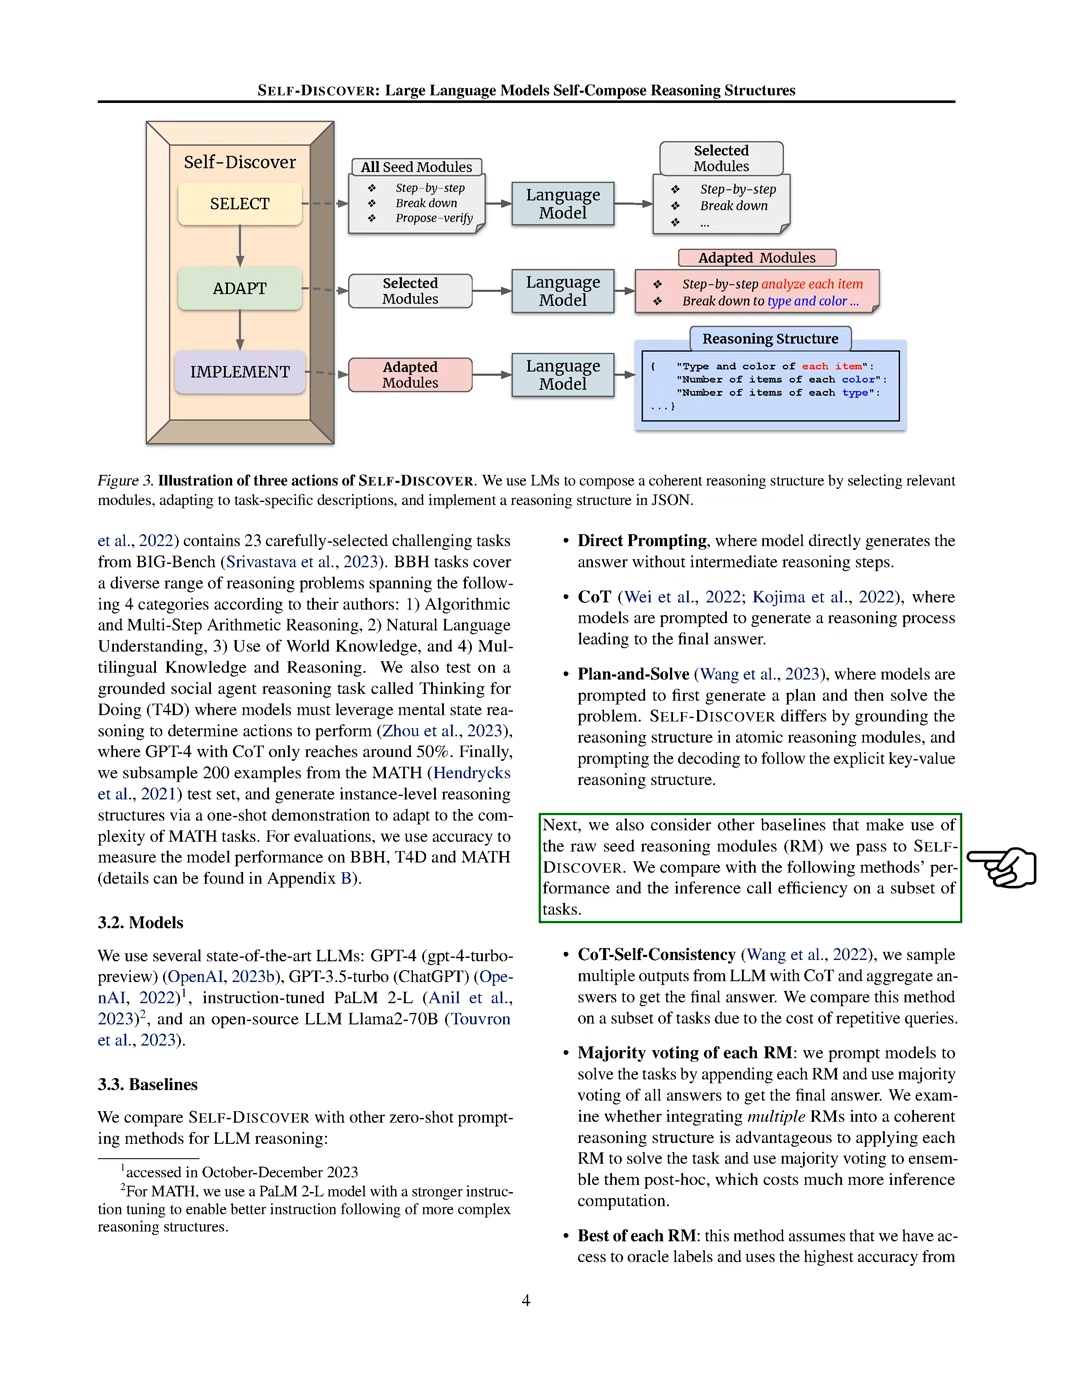 SELF-DISCOVER: Large Language Models Self-Compose Reasoning Structures
Self-Discover
SELECT
ADAPT
IMPLEMENT
All Seed Modules
❖ Step-by-step
❖ Break down
❖ Propose-verify
Language
Model
Selected
Modules
❖ Step-by-step
❖ Break down
❖ ...
Selected
Modules
Language
Model
Adapted Modules
❖ Step-by-step analyze each item
❖ Break down to type and color ...
Adapted
Modules
Language
Model
Reasoning Structure
{ "Type and color of each item":
"Number of items of each color":
"Number of items of each type":
...}
Figure 3. Illustration of three actions of SELF-DISCOVER. We use LMs to compose a coherent reasoning structure by selecting relevant
modules, adapting to task-specific descriptions, and implement a reasoning structure in JSON.
et al., 2022) contains 23 carefully-selected challenging tasks
from BIG-Bench (Srivastava et al., 2023). BBH tasks cover
a diverse range of reasoning problems spanning the follow-
ing 4 categories according to their authors: 1) Algorithmic
and Multi-Step Arithmetic Reasoning, 2) Natural Language
Understanding, 3) Use of World Knowledge, and 4) Mul-
tilingual Knowledge and Reasoning. We also test on a
grounded social agent reasoning task called Thinking for
Doing (T4D) where models must leverage mental state rea-
soning to determine actions to perform (Zhou et al., 2023),
where GPT-4 with CoT only reaches around 50%. Finally,
we subsample 200 examples from the MATH (Hendrycks
et al., 2021) test set, and generate instance-level reasoning
structures via a one-shot demonstration to adapt to the com-
plexity of MATH tasks. For evaluations, we use accuracy to
measure the model performance on BBH, T4D and MATH
(details can be found in Appendix B).
3.2. Models
We use several state-of-the-art LLMs: GPT-4 (gpt-4-turbo-
preview) (OpenAI, 2023b), GPT-3.5-turbo (ChatGPT) (Ope-
nAI, 2022)1, instruction-tuned PaLM 2-L (Anil et al.,
2023)2, and an open-source LLM Llama2-70B (Touvron
et al., 2023).
3.3. Baselines
We compare SELF-DISCOVER with other zero-shot prompt-
ing methods for LLM reasoning:
1accessed in October-December 2023
2For MATH, we use a PaLM 2-L model with a stronger instruc-
tion tuning to enable better instruction following of more complex
reasoning structures.
• Direct Prompting, where model directly generates the
answer without intermediate reasoning steps.
• CoT (Wei et al., 2022; Kojima et al., 2022), where
models are prompted to generate a reasoning process
leading to the final answer.
• Plan-and-Solve (Wang et al., 2023), where models are
prompted to first generate a plan and then solve the
problem. SELF-DISCOVER differs by grounding the
reasoning structure in atomic reasoning modules, and
prompting the decoding to follow the explicit key-value
reasoning structure.
Next, we also consider other baselines that make use of
the raw seed reasoning modules (RM) we pass to SELF-
DISCOVER. We compare with the following methods' per-
formance and the inference call efficiency on a subset of
tasks.
• CoT-Self-Consistency (Wang et al., 2022), we sample
multiple outputs from LLM with CoT and aggregate an-
swers to get the final answer. We compare this method
on a subset of tasks due to the cost of repetitive queries.
• Majority voting of each RM: we prompt models to
solve the tasks by appending each RM and use majority
voting of all answers to get the final answer. We exam-
ine whether integrating multiple RMs into a coherent
reasoning structure is advantageous to applying each
RM to solve the task and use majority voting to ensem-
ble them post-hoc, which costs much more inference
computation.
• Best of each RM: this method assumes that we have ac-
cess to oracle labels and uses the highest accuracy from
4